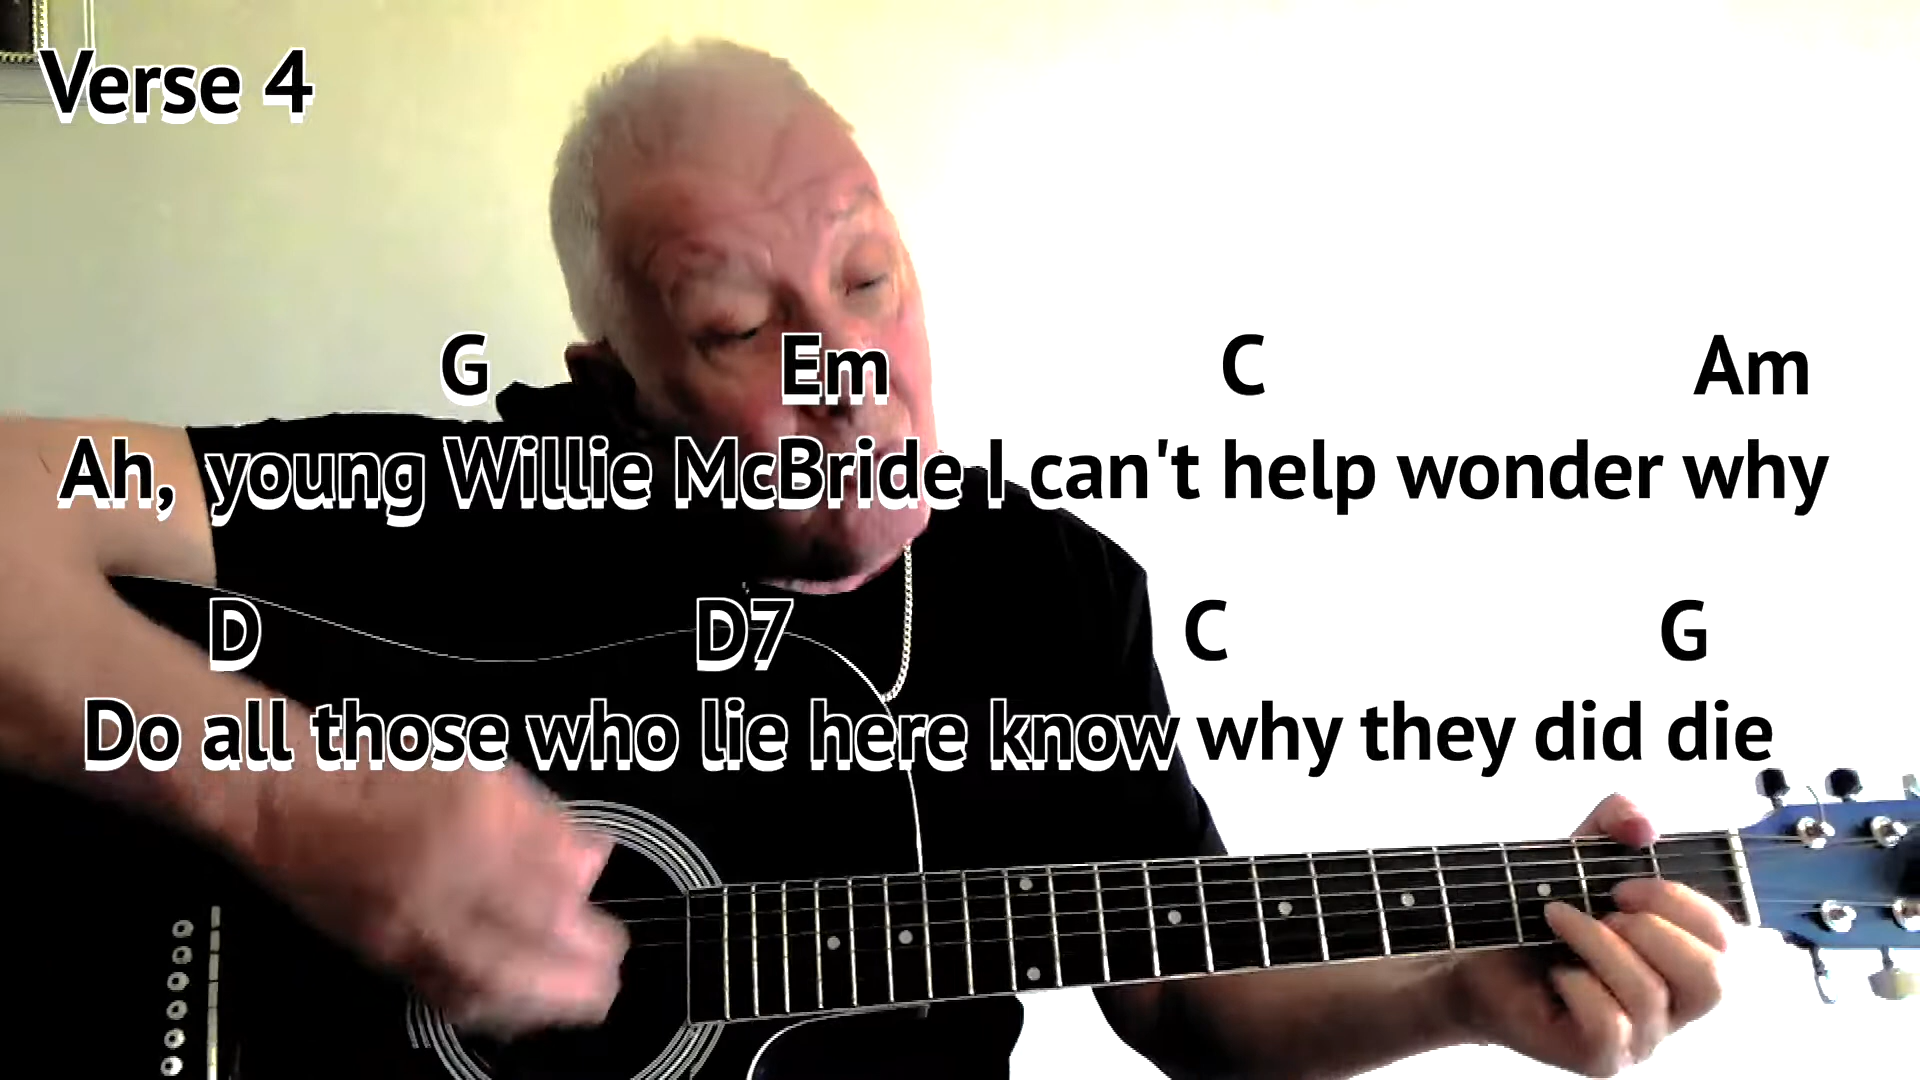 Verse 4
G Em C Am
Ah, young Willie McBride I can't help wonder why
D D7 C G
Do all those who lie here know why they did die